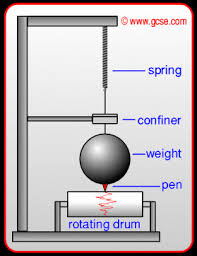 © www.gcse.com
spring
confiner
weight
pen
rotating drum